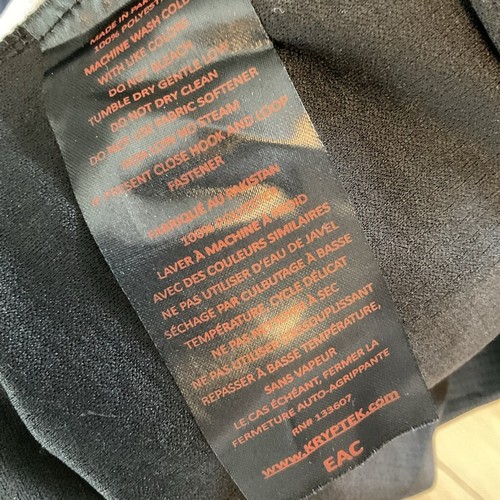 MADE IN PAKISTAN
100% POLYESTER
MACHINE WASH COLD
WITH LIKE COLORS
DO NOT BLEACH
TUMBLE DRY GENTLE LOW
DO NOT DRY CLEAN
DO NOT USE FABRIC SOFTENER
NO STEAM
IF PRESENT CLOSE HOOK AND LOOP
FASTENER
FABRIQUÉ AU PAKISTAN
100%
LAVER À MACHINE À FROID
AVEC DES COULEURS SIMILAIRES
NE PAS UTILISER D'EAU DE JAVEL
SÉCHAGE PAR CULBUTAGE À BASSE
TEMPÉRATURE, CYCLE DÉLICAT
NE PAS À SEC
NE PAS UTILISER ASSOUPLISSANT
REPASSER À BASSE TEMPÉRATURE,
SANS VAPEUR
LE CAS ÉCHÉANT, FERMER LA
FERMETURE AUTO-AGRIPPANTE
RN# 133607
www.KRYPTEK.com
EAC